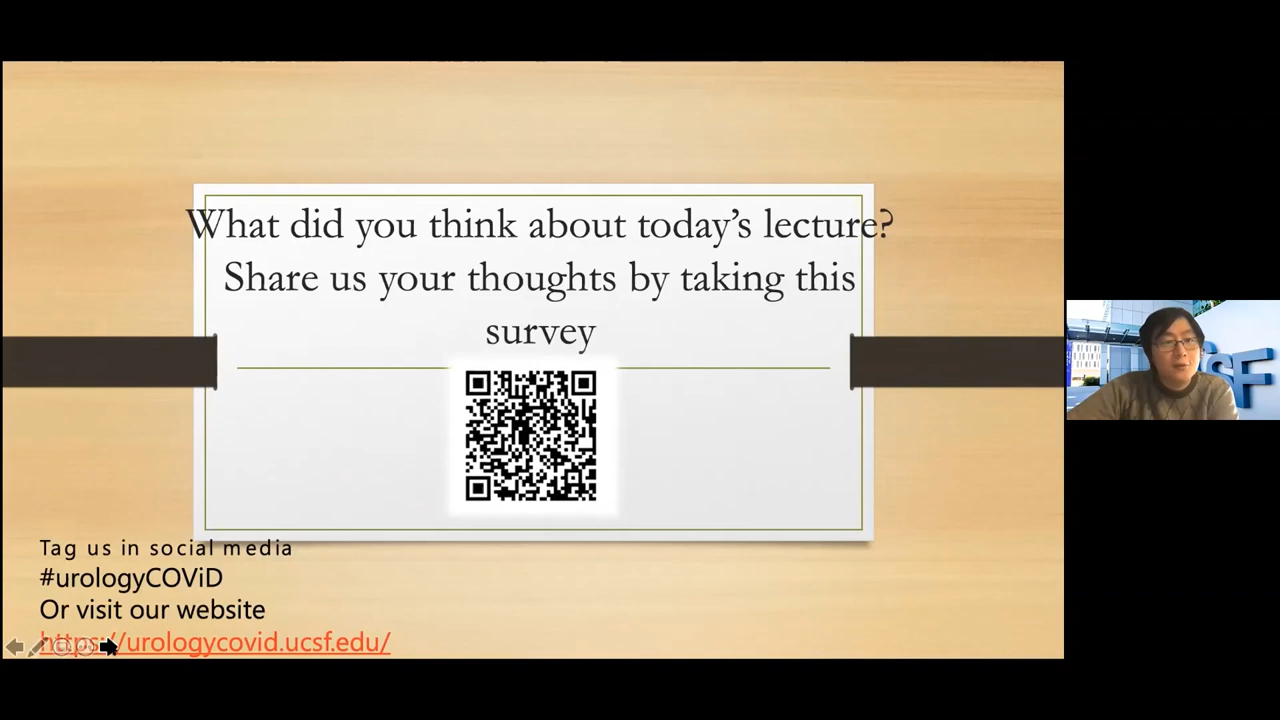 What did you think about today's lecture?
Share us your thoughts by taking this
survey
Tag us in social media
#urologyCOViD
Or visit our website
https://urologycovid.ucsf.edu/
SF